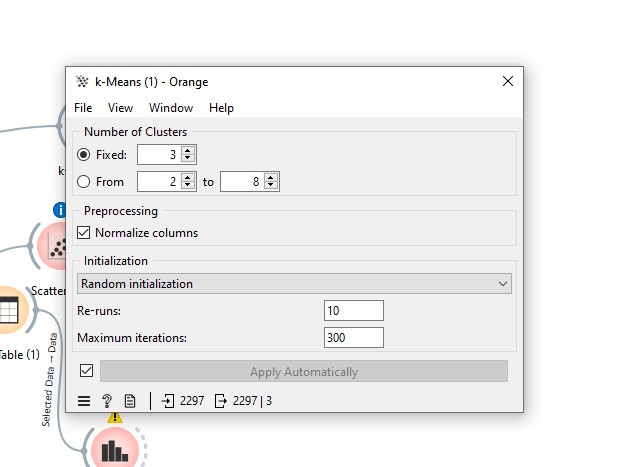 k-Means (1) - Orange
File View Window Help
Number of Clusters
Fixed: 3
From 2 to 8
Preprocessing
Normalize columns
Initialization
Random initialization
Re-runs: 10
Maximum iterations: 300
Apply Automatically
2297 2297 | 3
Scatter
Table (1)
Selected Data → Data